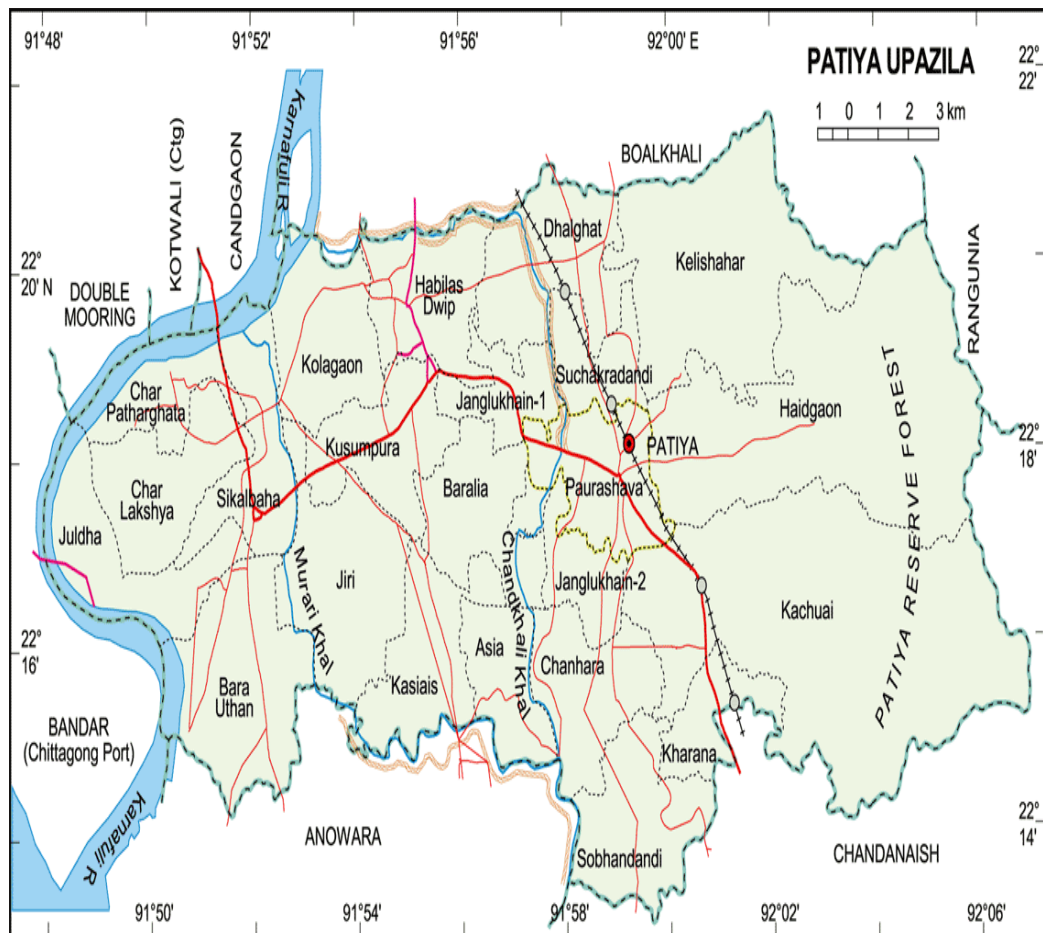 91°48'
91°52'
91°56'
92°00' E
22°
22'
PATIYA UPAZILA
1 0 1 2 3 km
BOALKHALI
Karnafuli R
KOTWALI (Ctg)
CANDGAON
DOUBLE
MOORING
RANGUNIA
22°
20' N
Dhalghat
Kelishahar
Habilas
Dwip
Kolagaon
Suchakradandi
Char
Patharghata
Janglukhain-1
Haidgaon
22°
18'
Kusumpura
PATIYA
Char
Lakshya
Sikalbaha
Baralia
Paurashava
Juldha
PATIYA RESERVE FOREST
Murari Khal
Jiri
Chandkhali Khal
Janglukhain-2
Kachuai
22°
16'
Asia
Chanhara
Bara
Uthan
Kasiais
BANDAR
(Chittagong Port)
Kharana
Karnafuli R
ANOWARA
22°
14'
Sobhandandi
CHANDANAISH
91°50'
91°54'
91°58'
92°02'
92°06'